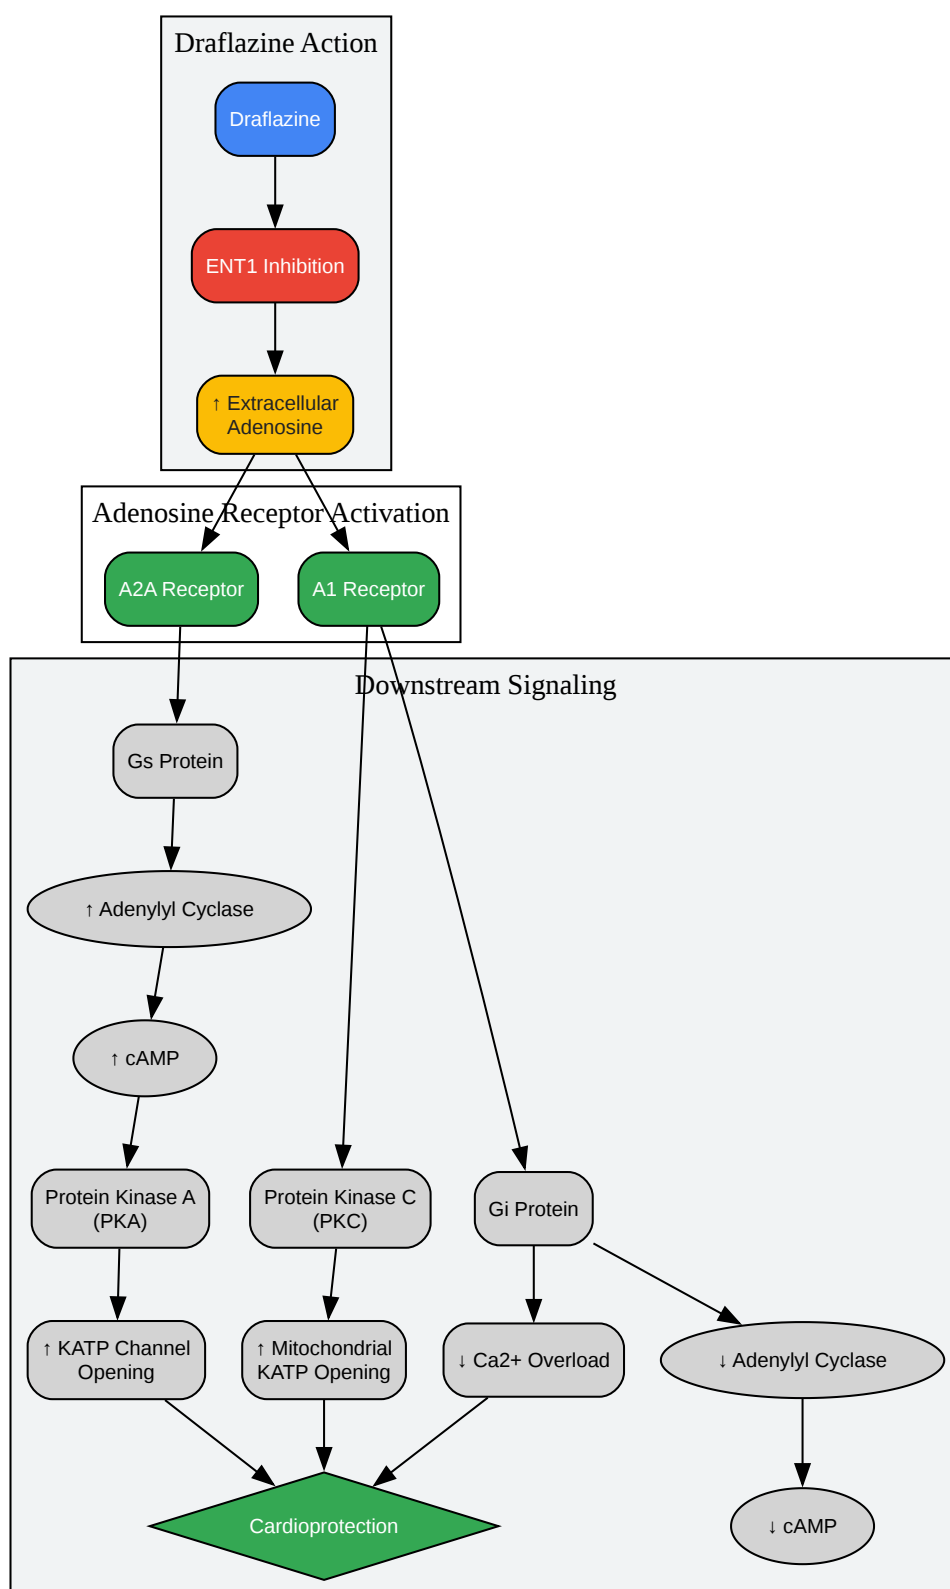 Draflazine Action
Draflazine
ENT1 Inhibition
↑ Extracellular
Adenosine
Adenosine Receptor Activation
A2A Receptor
A1 Receptor
Downstream Signaling
Gs Protein
↑ Adenylyl Cyclase
↑ cAMP
Protein Kinase A
(PKA)
Protein Kinase C
(PKC)
Gi Protein
↑ KATP Channel
Opening
↑ Mitochondrial
KATP Opening
↓ Ca2+ Overload
↓ Adenylyl Cyclase
Cardioprotection
↓ cAMP